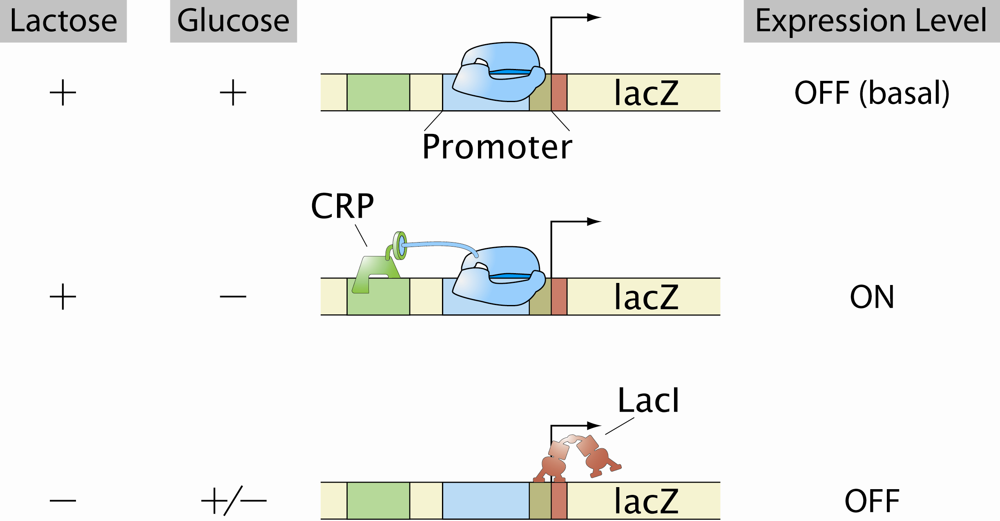 Lactose
Glucose
Expression Level
+
+
lacZ
OFF (basal)
Promoter
CRP
+
−
lacZ
ON
LacI
−
+/−
lacZ
OFF